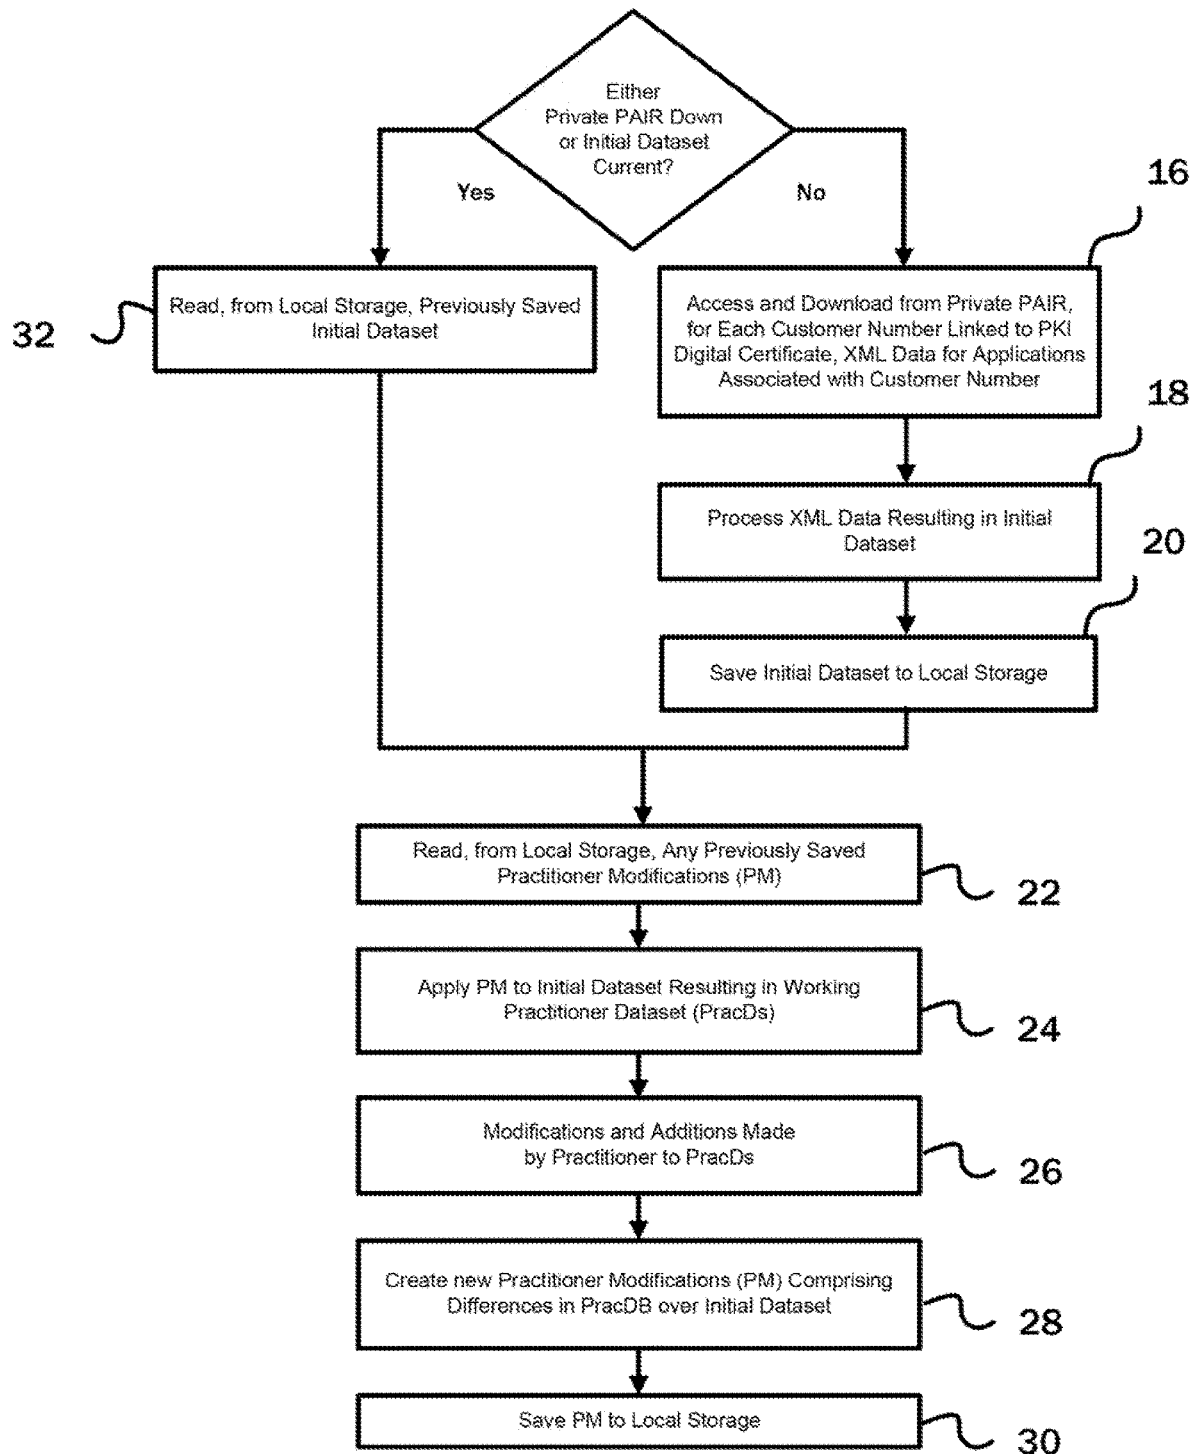 Either
Private PAIR Down
or Initial Dataset
Current?
Yes
No
16
Read, from Local Storage, Previously Saved
Initial Dataset
32
Access and Download from Private PAIR,
for Each Customer Number Linked to PKI
Digital Certificate, XML Data for Applications
Associated with Customer Number
18
Process XML Data Resulting in Initial
Dataset
20
Save Initial Dataset to Local Storage
Read, from Local Storage, Any Previously Saved
Practitioner Modifications (PM)
22
Apply PM to Initial Dataset Resulting in Working
Practitioner Dataset (PracDs)
24
Modifications and Additions Made
by Practitioner to PracDs
26
Create new Practitioner Modifications (PM) Comprising
Differences in PracDB over Initial Dataset
28
Save PM to Local Storage
30